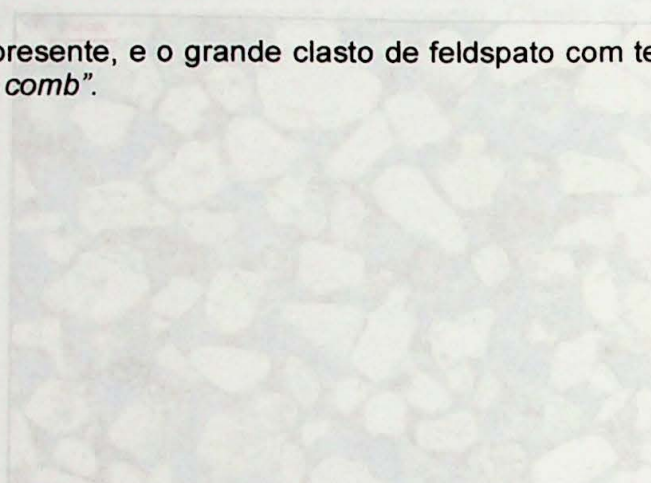 presente, e o grande clasto de feldspato com te
comb”.